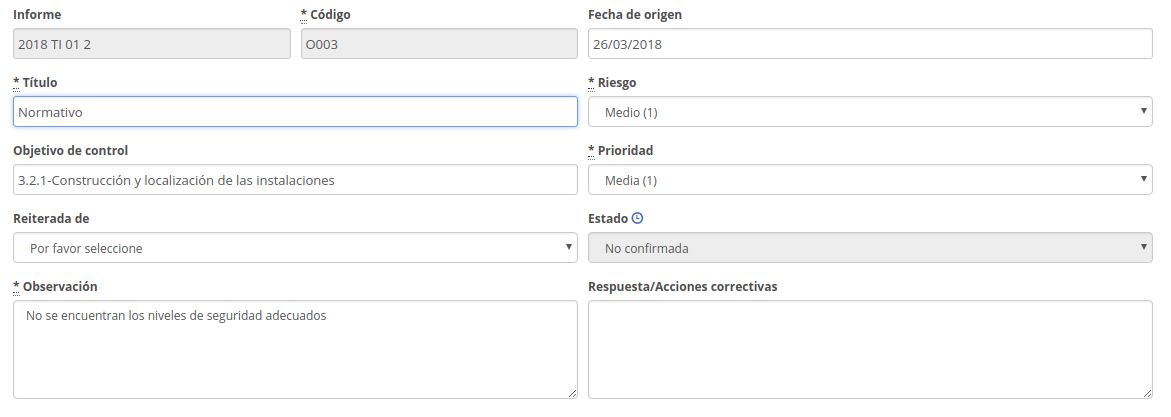 Informe
* Código
Fecha de origen
2018 TI 01 2
O003
26/03/2018
* Título
* Riesgo
Normativo
Medio (1)
Objetivo de control
* Prioridad
3.2.1-Construcción y localización de las instalaciones
Media (1)
Reiterada de
Estado
Por favor seleccione
No confirmada
* Observación
Respuesta/Acciones correctivas
No se encuentran los niveles de seguridad adecuados